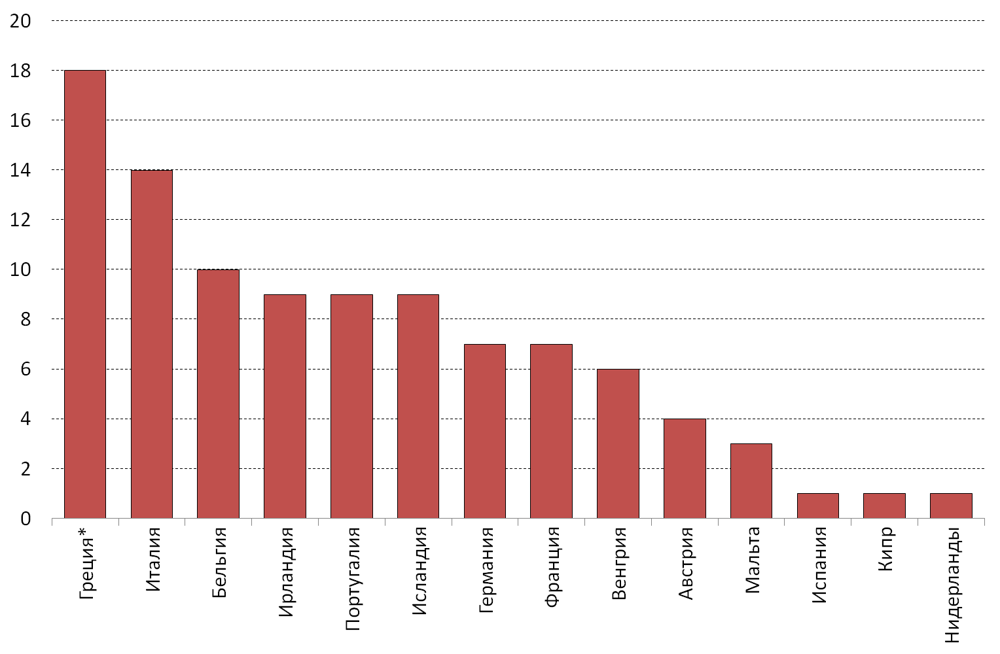 20
18
16
14
12
10
8
6
4
2
0
Греция*
Италия
Бельгия
Ирландия
Португалия
Исландия
Германия
Франция
Венгрия
Австрия
Мальта
Испания
Кипр
Нидерланды